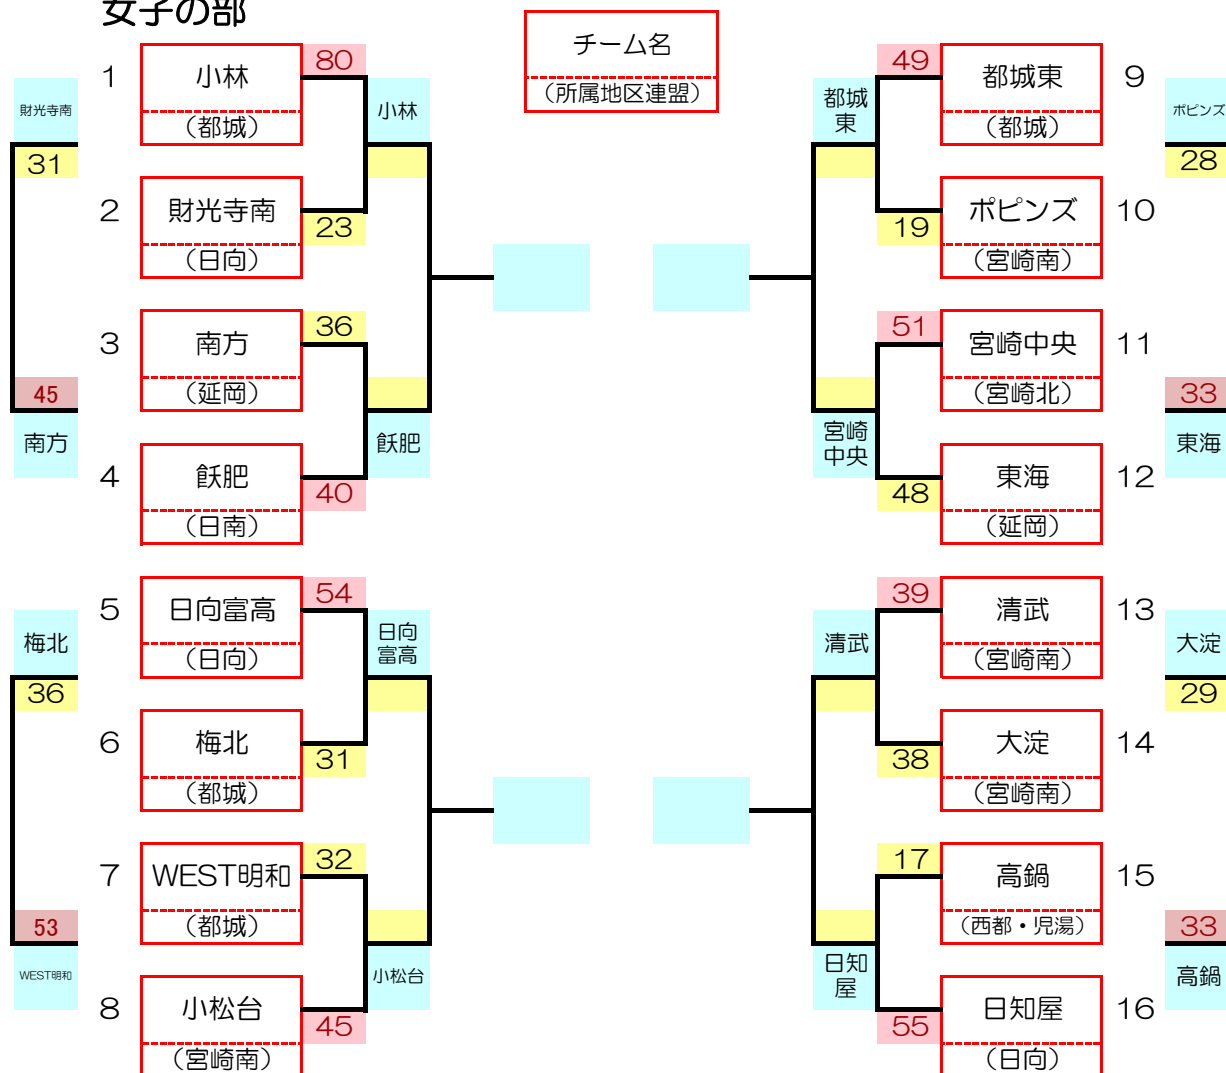 女子の部
チーム名
（所属地区連盟）
1
小林
（都城）
80
財光寺南
31
小林
2
財光寺南
（日向）
23
3
南方
（延岡）
36
45
南方
飫肥
4
飫肥
（日南）
40
5
日向富高
（日向）
54
梅北
36
日向
富高
6
梅北
（都城）
31
7
WEST明和
（都城）
32
53
WEST明和
小松台
8
小松台
（宮崎南）
45
49
都城東
（都城）
9
都城
東
ポピンズ
28
19
ポピンズ
（宮崎南）
10
51
宮崎中央
（宮崎北）
11
宮崎
中央
33
東海
48
東海
（延岡）
12
39
清武
（宮崎南）
13
清武
大淀
29
38
大淀
（宮崎南）
14
17
高鍋
（西都・児湯）
15
日知
屋
33
高鍋
55
日知屋
（日向）
16